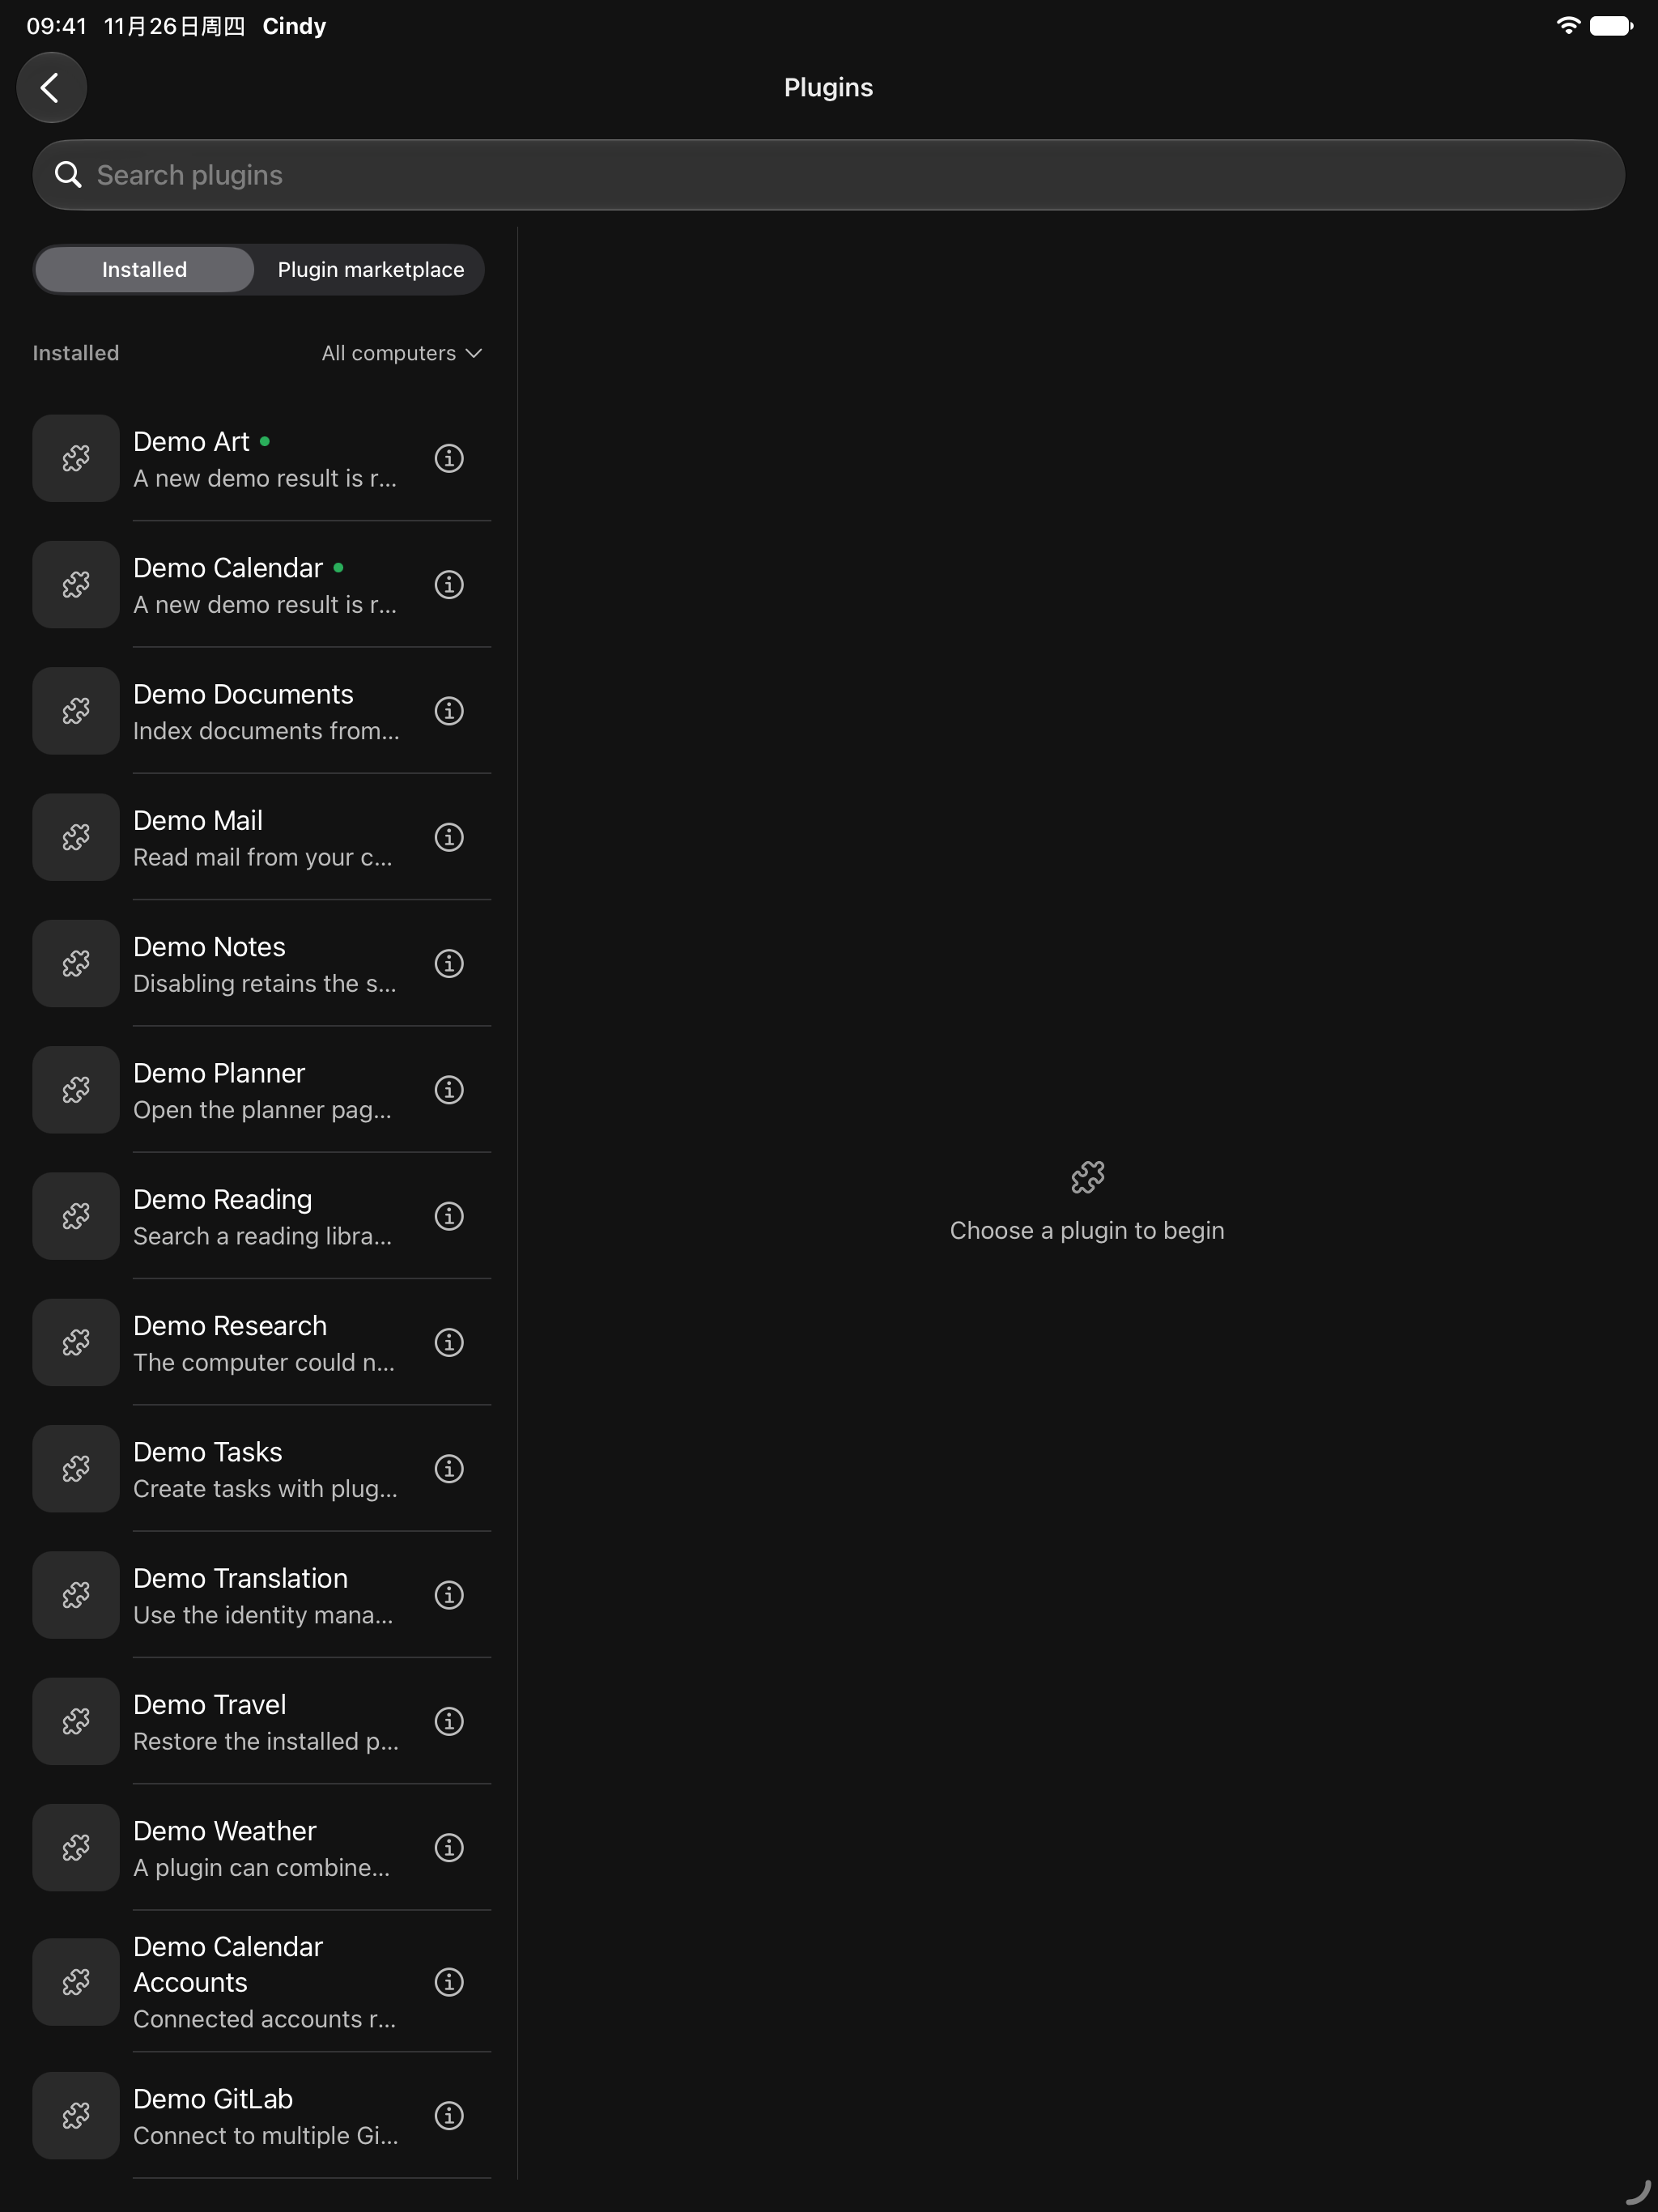 09:41 11月26日周四 Cindy
Plugins
Search plugins
Installed Plugin marketplace
Installed All computers
Demo Art
A new demo result is r...
Demo Calendar
A new demo result is r...
Demo Documents
Index documents from...
Demo Mail
Read mail from your c...
Demo Notes
Disabling retains the s...
Demo Planner
Open the planner pag...
Demo Reading
Search a reading libra...
Demo Research
The computer could n...
Demo Tasks
Create tasks with plug...
Demo Translation
Use the identity mana...
Demo Travel
Restore the installed p...
Demo Weather
A plugin can combine...
Demo Calendar
Accounts
Connected accounts r...
Demo GitLab
Connect to multiple Gi...
Choose a plugin to begin